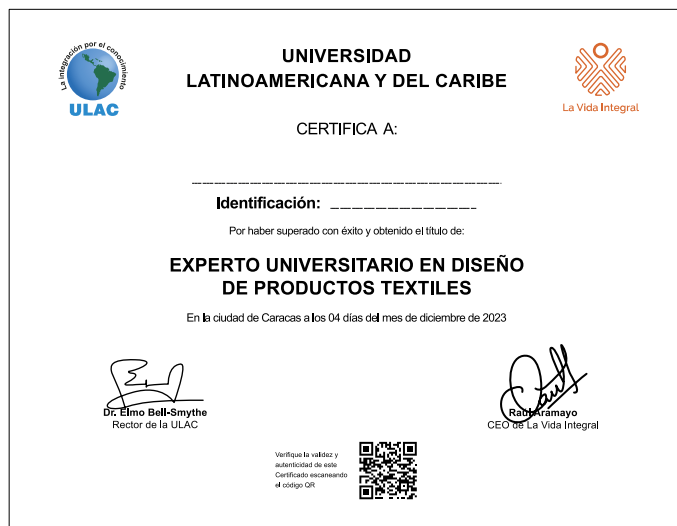 La integración por el conocimiento
ULAC
UNIVERSIDAD
LATINOAMERICANA Y DEL CARIBE
La Vida Integral
CERTIFICA A:
Identificación:
Por haber superado con éxito y obtenido el título de:
EXPERTO UNIVERSITARIO EN DISEÑO
DE PRODUCTOS TEXTILES
En la ciudad de Caracas a los 04 días del mes de diciembre de 2023
Dr. Elmo Bell-Smythe
Rector de la ULAC
Raúl Aramayo
CEO de La Vida Integral
Verifique la validez y
autenticidad de este
Certificado escaneando
el código QR